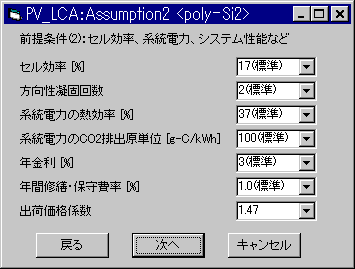 PV_LCA:Assumption2 <poly-Si2>
前提条件(2):セル効率、系統電力、システム性能など
セル効率 [%] 17(標準)
方向性凝固回数 2(標準)
系統電力の熱効率 [%] 37(標準)
系統電力のCO2排出原単位 [g-C/kWh] 100(標準)
年金利 [%] 3(標準)
年間修繕・保守費率 [%] 1.0(標準)
出荷価格係数 1.47
戻る 次へ キャンセル